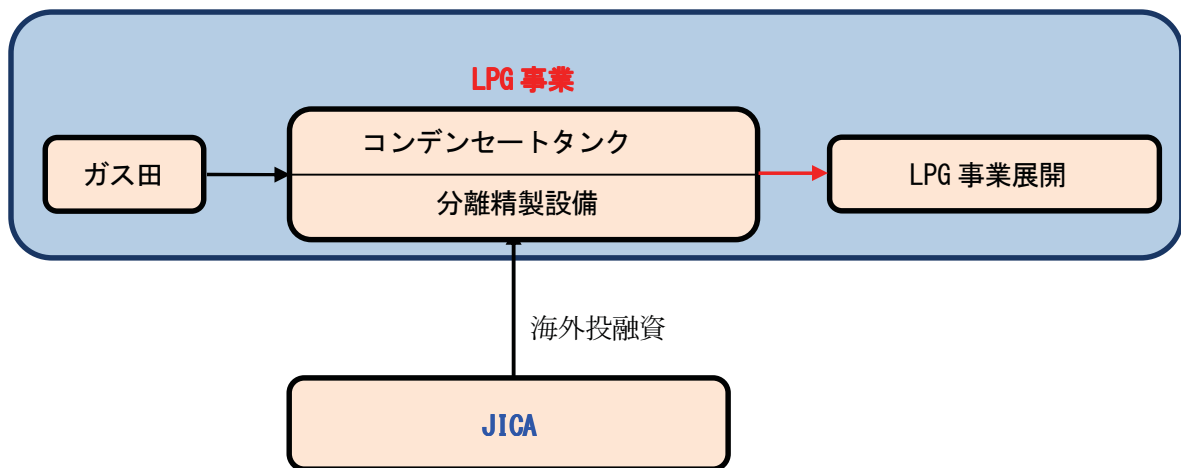 LPG 事業
ガス田
コンデンセートタンク
分離精製設備
LPG 事業展開
海外投融資
JICA